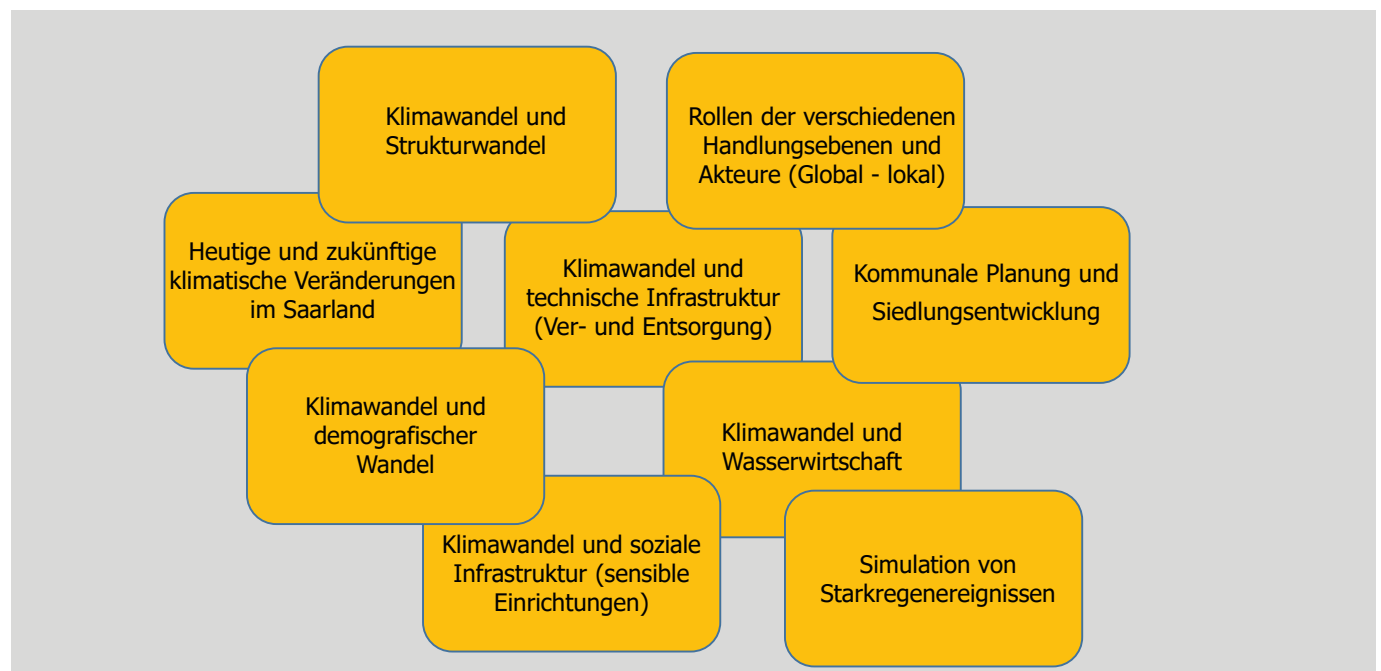 Klimawandel und
Strukturwandel
Rollen der verschiedenen
Handlungsebenen und
Akteure (Global - lokal)
Heutige und zukünftige
klimatische Veränderungen
im Saarland
Klimawandel und
technische Infrastruktur
(Ver- und Entsorgung)
Kommunale Planung und
Siedlungsentwicklung
Klimawandel und
demografischer
Wandel
Klimawandel und
Wasserwirtschaft
Klimawandel und soziale
Infrastruktur (sensible
Einrichtungen)
Simulation von
Starkregenereignissen